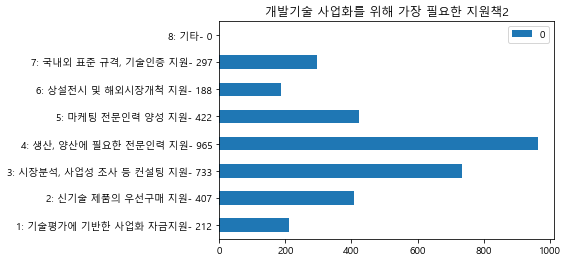 개발기술 사업화를 위해 가장 필요한 지원책2
0
8: 기타- 0
7: 국내외 표준 규격, 기술인증 지원- 297
6: 상설전시 및 해외시장개척 지원- 188
5: 마케팅 전문인력 양성 지원- 422
4: 생산, 양산에 필요한 전문인력 지원- 965
3: 시장분석, 사업성 조사 등 컨설팅 지원- 733
2: 신기술 제품의 우선구매 지원- 407
1: 기술평가에 기반한 사업화 자금지원- 212
0 200 400 600 800 1000